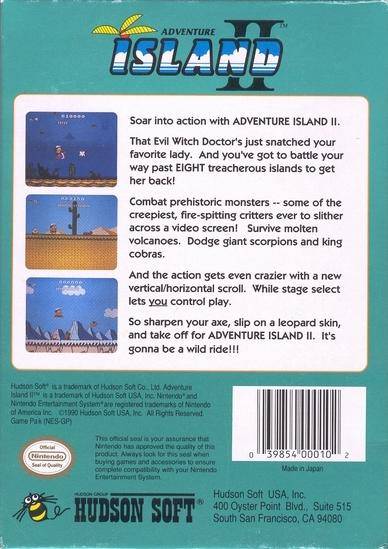 ADVENTURE
ISLAND II™
Soar into action with ADVENTURE ISLAND II.
That Evil Witch Doctor's just snatched your
favorite lady.  And you've got to battle your
way past EIGHT treacherous islands to get
her back!
Combat prehistoric monsters -- some of the
creepiest, fire-spitting critters ever to slither
across a video screen!  Survive molten
volcanoes.  Dodge giant scorpions and king
cobras.
And the action gets even crazier with a new
vertical/horizontal scroll.  While stage select
lets you control play.
So sharpen your axe, slip on a leopard skin,
and take off for ADVENTURE ISLAND II.  It's
gonna be a wild ride!!!
Hudson Soft® is a trademark of Hudson Soft Co., Ltd. Adventure
Island II™ is a trademark of Hudson Soft USA, Inc. Nintendo® and
Nintendo Entertainment System® are registered trademarks of Nintendo
of America Inc. ©1990 Hudson Soft USA, Inc. All Rights Reserved.
Game Pak (NES-GP)
Official
Nintendo
Seal of Quality
This official seal is your assurance that
Nintendo has approved the quality of this
product. Always look for this seal when
buying games and accessories to ensure
complete compatibility with your Nintendo
Entertainment System.
0 39854 00010 2
Made in Japan
HUDSON GROUP
HUDSON SOFT®
Hudson Soft USA, Inc.
400 Oyster Point Blvd., Suite 515
South San Francisco, CA 94080